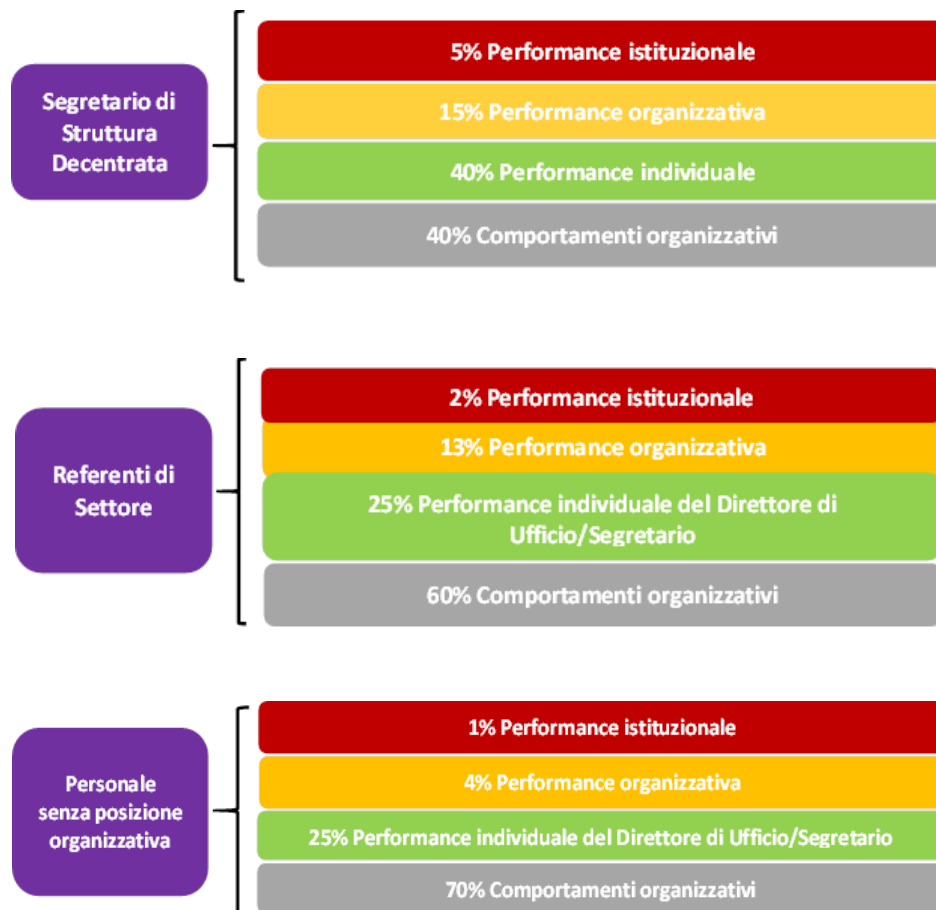 Segretario di
Struttura
Decentrata
5% Performance istituzionale
15% Performance organizzativa
40% Performance individuale
40% Comportamenti organizzativi
Referenti di
Settore
2% Performance istituzionale
13% Performance organizzativa
25% Performance individuale del Direttore di
Ufficio/Segretario
60% Comportamenti organizzativi
Personale
senza posizione
organizzativa
1% Performance istituzionale
4% Performance organizzativa
25% Performance individuale del Direttore di Ufficio/Segretario
70% Comportamenti organizzativi